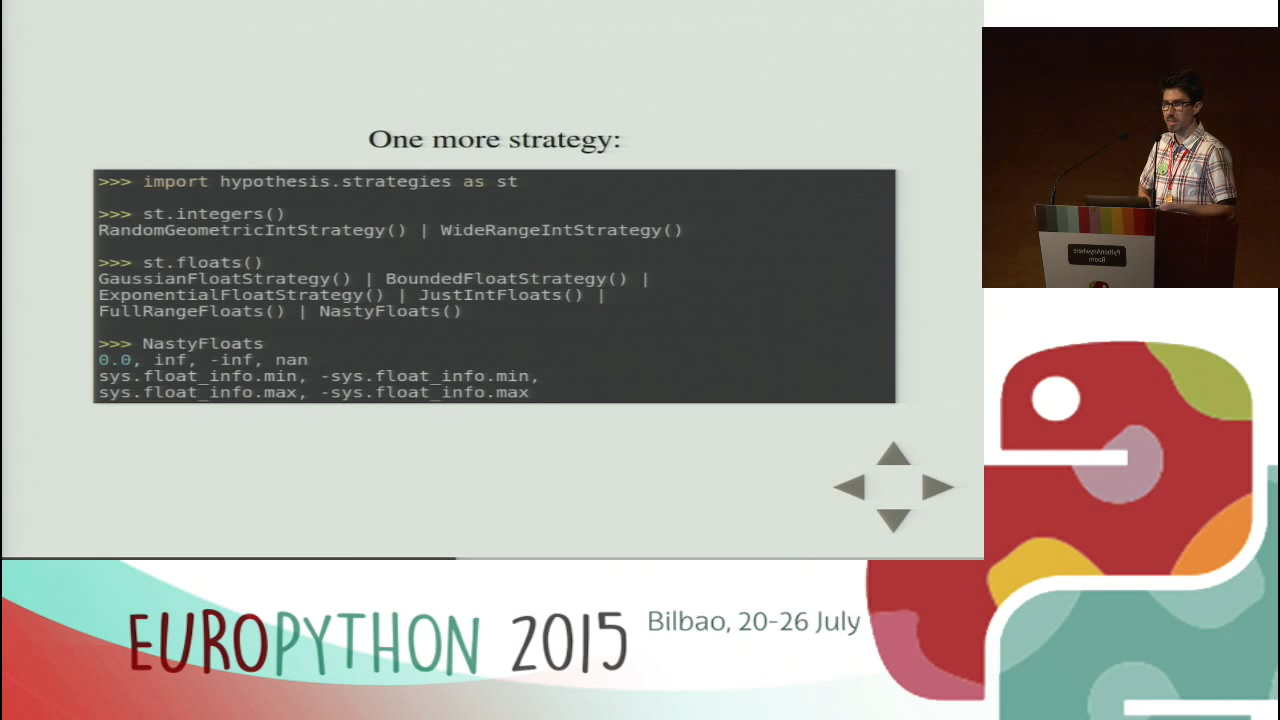 One more strategy:
>>> import hypothesis.strategies as st
>>> st.integers()
RandomGeometricIntStrategy() | WideRangeIntStrategy()
>>> st.floats()
GaussianFloatStrategy() | BoundedFloatStrategy() |
ExponentialFloatStrategy() | JustIntFloats() |
FullRangeFloats() | NastyFloats()
>>> NastyFloats
0.0, inf, -inf, nan
sys.float_info.min, -sys.float_info.min,
sys.float_info.max, -sys.float_info.max
PythonAnywhere
Room
EUROPYTHON 2015
Bilbao, 20-26 July